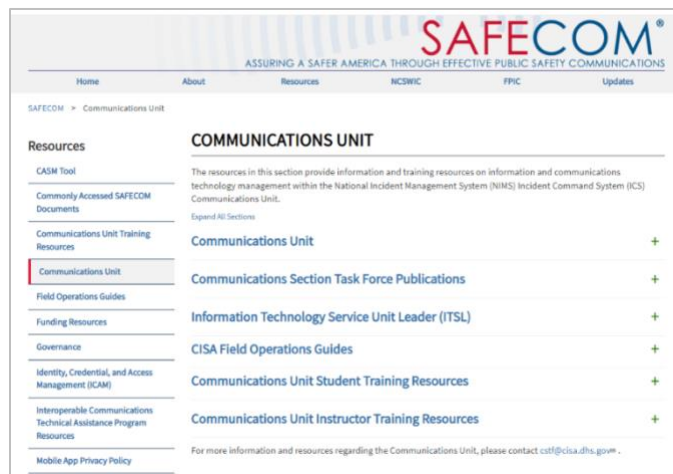 SAFECOM®
ASSURING A SAFER AMERICA THROUGH EFFECTIVE PUBLIC SAFETY COMMUNICATIONS
Home About Resources NCSWIC FPIC Updates
SAFECOM > Communications Unit
Resources
CASM Tool
Commonly Accessed SAFECOM
Documents
Communications Unit Training
Resources
Communications Unit
Field Operations Guides
Funding Resources
Governance
Identity, Credential, and Access
Management (ICAM)
Interoperable Communications
Technical Assistance Program
Resources
Mobile App Privacy Policy
COMMUNICATIONS UNIT
The resources in this section provide information and training resources on information and communications
technology management within the National Incident Management System (NIMS) Incident Command System (ICS)
Communications Unit.
Expand All Sections
Communications Unit +
Communications Section Task Force Publications +
Information Technology Service Unit Leader (ITSL) +
CISA Field Operations Guides +
Communications Unit Student Training Resources +
Communications Unit Instructor Training Resources +
For more information and resources regarding the Communications Unit, please contact cstf@cisa.dhs.gov .